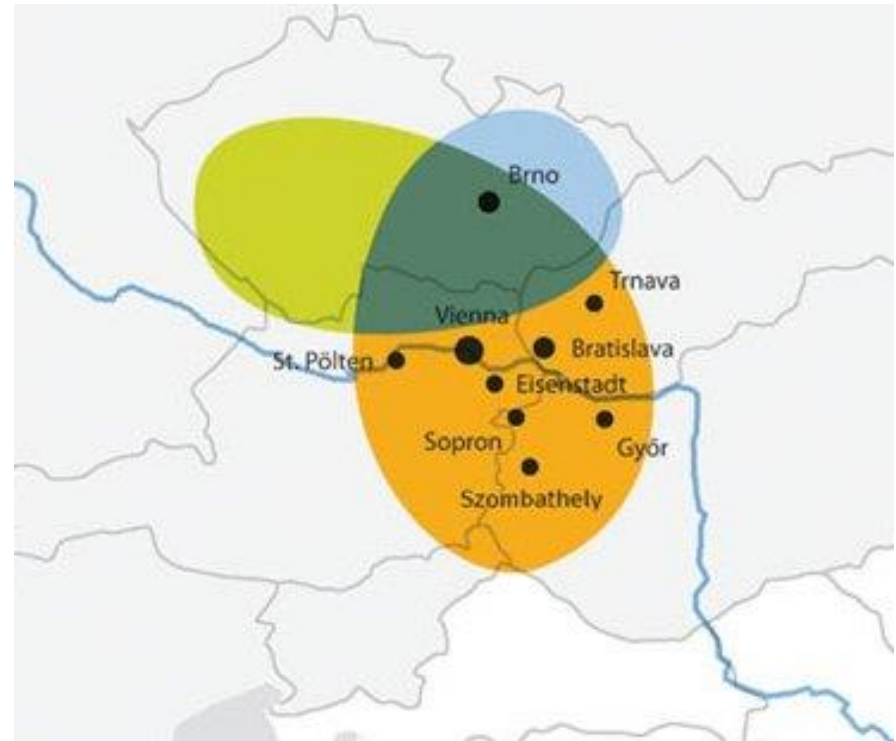 Brno
Trnava
Vienna
Bratislava
St. Pölten
Eisenstadt
Sopron
Győr
Szombathely